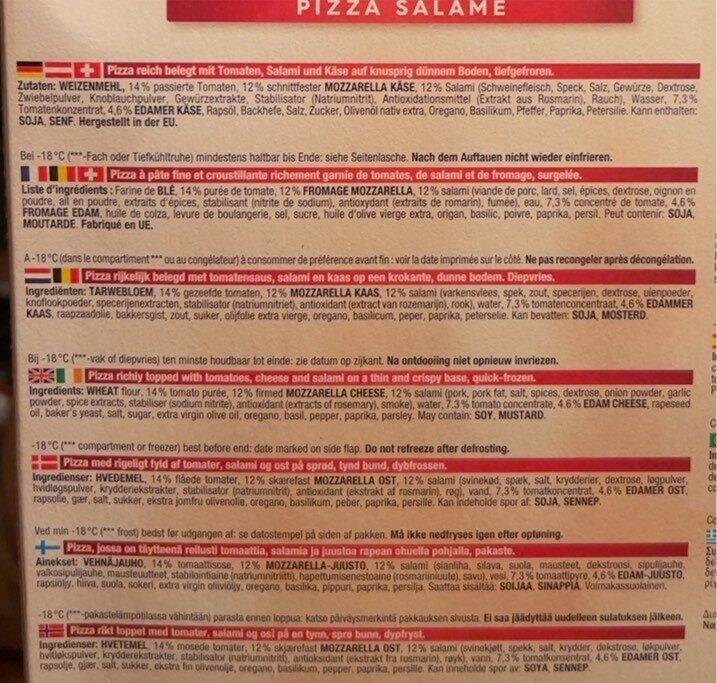 PIZZA SALAME
Pizza reich belegt mit Tomaten, Salami und Käse auf knusprig dünnem Boden, tiefgefroren.
Zutaten: WEIZENMEHL, 14% passierte Tomaten, 12% schnittfester MOZZARELLA KÄSE, 12% Salami (Schweinefleisch, Speck, Salz, Gewürze, Dextrose,
Zwiebelpulver, Knoblauchpulver, Gewürzextrakte, Stabilisator (Natriumnitrit), Antioxidationsmittel (Extrakt aus Rosmarin), Rauch), Wasser, 7,3%
Tomatenkonzentrat, 4,6% EDAMER KÄSE, Rapsöl, Backhefe, Salz, Zucker, Olivenöl nativ extra, Oregano, Basilikum, Pfeffer, Paprika, Petersilie. Kann enthalten:
SOJA, SENF. Hergestellt in der EU.
Bei -18°C (***-Fach oder Tiefkühltruhe) mindestens haltbar bis Ende: siehe Seitenlasche. Nach dem Auftauen nicht wieder einfrieren.
Pizza à pâte fine et croustillante richement garnie de tomates, de salami et de fromage, surgelée.
Liste d'ingrédients : Farine de BLÉ, 14% purée de tomate, 12% FROMAGE MOZZARELLA, 12% salami (viande de porc, lard, sel, épices, dextrose, oignon en
poudre, ail en poudre, extraits d'épices, stabilisant (nitrite de sodium), antioxydant (extraits de romarin), fumée), eau, 7,3% concentré de tomate, 4,6%
FROMAGE EDAM, huile de colza, levure de boulangerie, sel, sucre, huile d'olive vierge extra, origan, basilic, poivre, paprika, persil. Peut contenir: SOJA,
MOUTARDE. Fabriqué en UE.
A -18°C (dans le compartiment *** ou au congélateur) à consommer de préférence avant fin : voir la date imprimée sur le côté. Ne pas recongeler après décongélation.
Pizza rijkelijk belegd met tomatensaus, salami en kaas op een krokante, dunne bodem. Diepvries.
Ingrediënten: TARWEBLOEM, 14% gezeefde tomaten, 12% MOZZARELLA KAAS, 12% salami (varkensvlees, spek, zout, specerijen, dextrose, uienpoeder,
knoflookpoeder, specerijenextracten, stabilisator (natriumnitriet), antioxidant (extract van rozemarijn), rook), water, 7,3% tomatenconcentraat, 4,6% EDAMMER
KAAS, raapzaadolie, bakkersgist, zout, suiker, olijfolie extra vierge, oregano, basilicum, peper, paprika, peterselie. Kan bevatten: SOJA, MOSTERD.
Bij -18°C (***-vak of diepvries) ten minste houdbaar tot einde: zie datum op zijkant. Na ontdooiing niet opnieuw invriezen.
Pizza richly topped with tomatoes, cheese and salami on a thin and crispy base, quick-frozen.
Ingredients: WHEAT flour, 14% tomato purée, 12% firmed MOZZARELLA CHEESE, 12% salami (pork, pork fat, salt, spices, dextrose, onion powder, garlic
powder, spice extracts, stabiliser (sodium nitrite), antioxidant (extracts of rosemary), smoke), water, 7.3% tomato concentrate, 4.6% EDAM CHEESE, rapeseed
oil, baker's yeast, salt, sugar, extra virgin olive oil, oregano, basil, pepper, paprika, parsley. May contain: SOY, MUSTARD.
-18°C (*** compartment or freezer) best before end: date marked on side flap. Do not refreeze after defrosting.
Pizza med rigeligt fyld af tomater, salami og ost på sprød, tynd bund, dybfrossen.
Ingredienser: HVEDEMEL, 14% flåede tomater, 12% skærefast MOZZARELLA OST, 12% salami (svinekød, spæk, salt, krydderier, dextrose, løgpulver,
hvidløgspulver, krydderiekstrakter, stabilisator (natriumnitrit), antioxidant (ekstrakt af rosmarin), røg), vand, 7,3% tomatkoncentrat, 4,6% EDAMER OST,
rapsolie, gær, salt, sukker, ekstra jomfru olivenolie, oregano, basilikum, peber, paprika, persille. Kan indeholde spor af: SOJA, SENNEP.
Ved min -18°C (*** frost) bedst før udgangen af: se datostempel på siden af pakken. Må ikke nedfryses igen efter optøning.
Pizza, jossa on täytteenä reilusti tomaattia, salamia ja juustoa rapean ohuella pohjalla, pakaste.
Ainekset: VEHNÄJAUHO, 14% tomaattisose, 12% MOZZARELLA-JUUSTO, 12% salami (sianliha, silava, suola, mausteet, dekstroosi, sipulijauhe,
valkosipulijauhe, mausteuutteet, stabilointiaine (natriumnitriitti), hapettumisenestoaine (rosmariiniuute), savu), vesi, 7,3% tomaattipyre, 4,6% EDAM-JUUSTO,
rapsiöljy, hiiva, suola, sokeri, extra virgin oliiviöljy, oregano, basilika, pippuri, paprika, persilja. Saattaa sisältää: SOIJAA, SINAPPIA. Voimakassuolainen.
-18°C (***-pakastelämpötilassa vähintään) parasta ennen loppua: katso päiväysmerkintä pakkauksen sivusta. Ei saa jäädyttää uudelleen sulatuksen jälkeen.
Pizza rikt toppet med tomater, salami og ost på en tynn, sprø bunn, dypfryst.
Ingredienser: HVETEMEL, 14% mosede tomater, 12% skjærefast MOZZARELLA OST, 12% salami (svinekjøtt, spekk, salt, krydder, dekstrose, løkpulver,
hvitløkspulver, krydderekstrakter, stabilisator (natriumnitritt), antioksidant (ekstrakt fra rosmarin), røyk), vann, 7,3% tomatkonsentrat, 4,6% EDAMER OST,
rapsolje, gjær, salt, sukker, ekstra fin olivenolje, oregano, basilikum, pepper, paprika, persille. Kan inneholde spor av: SOYA, SENNEP.